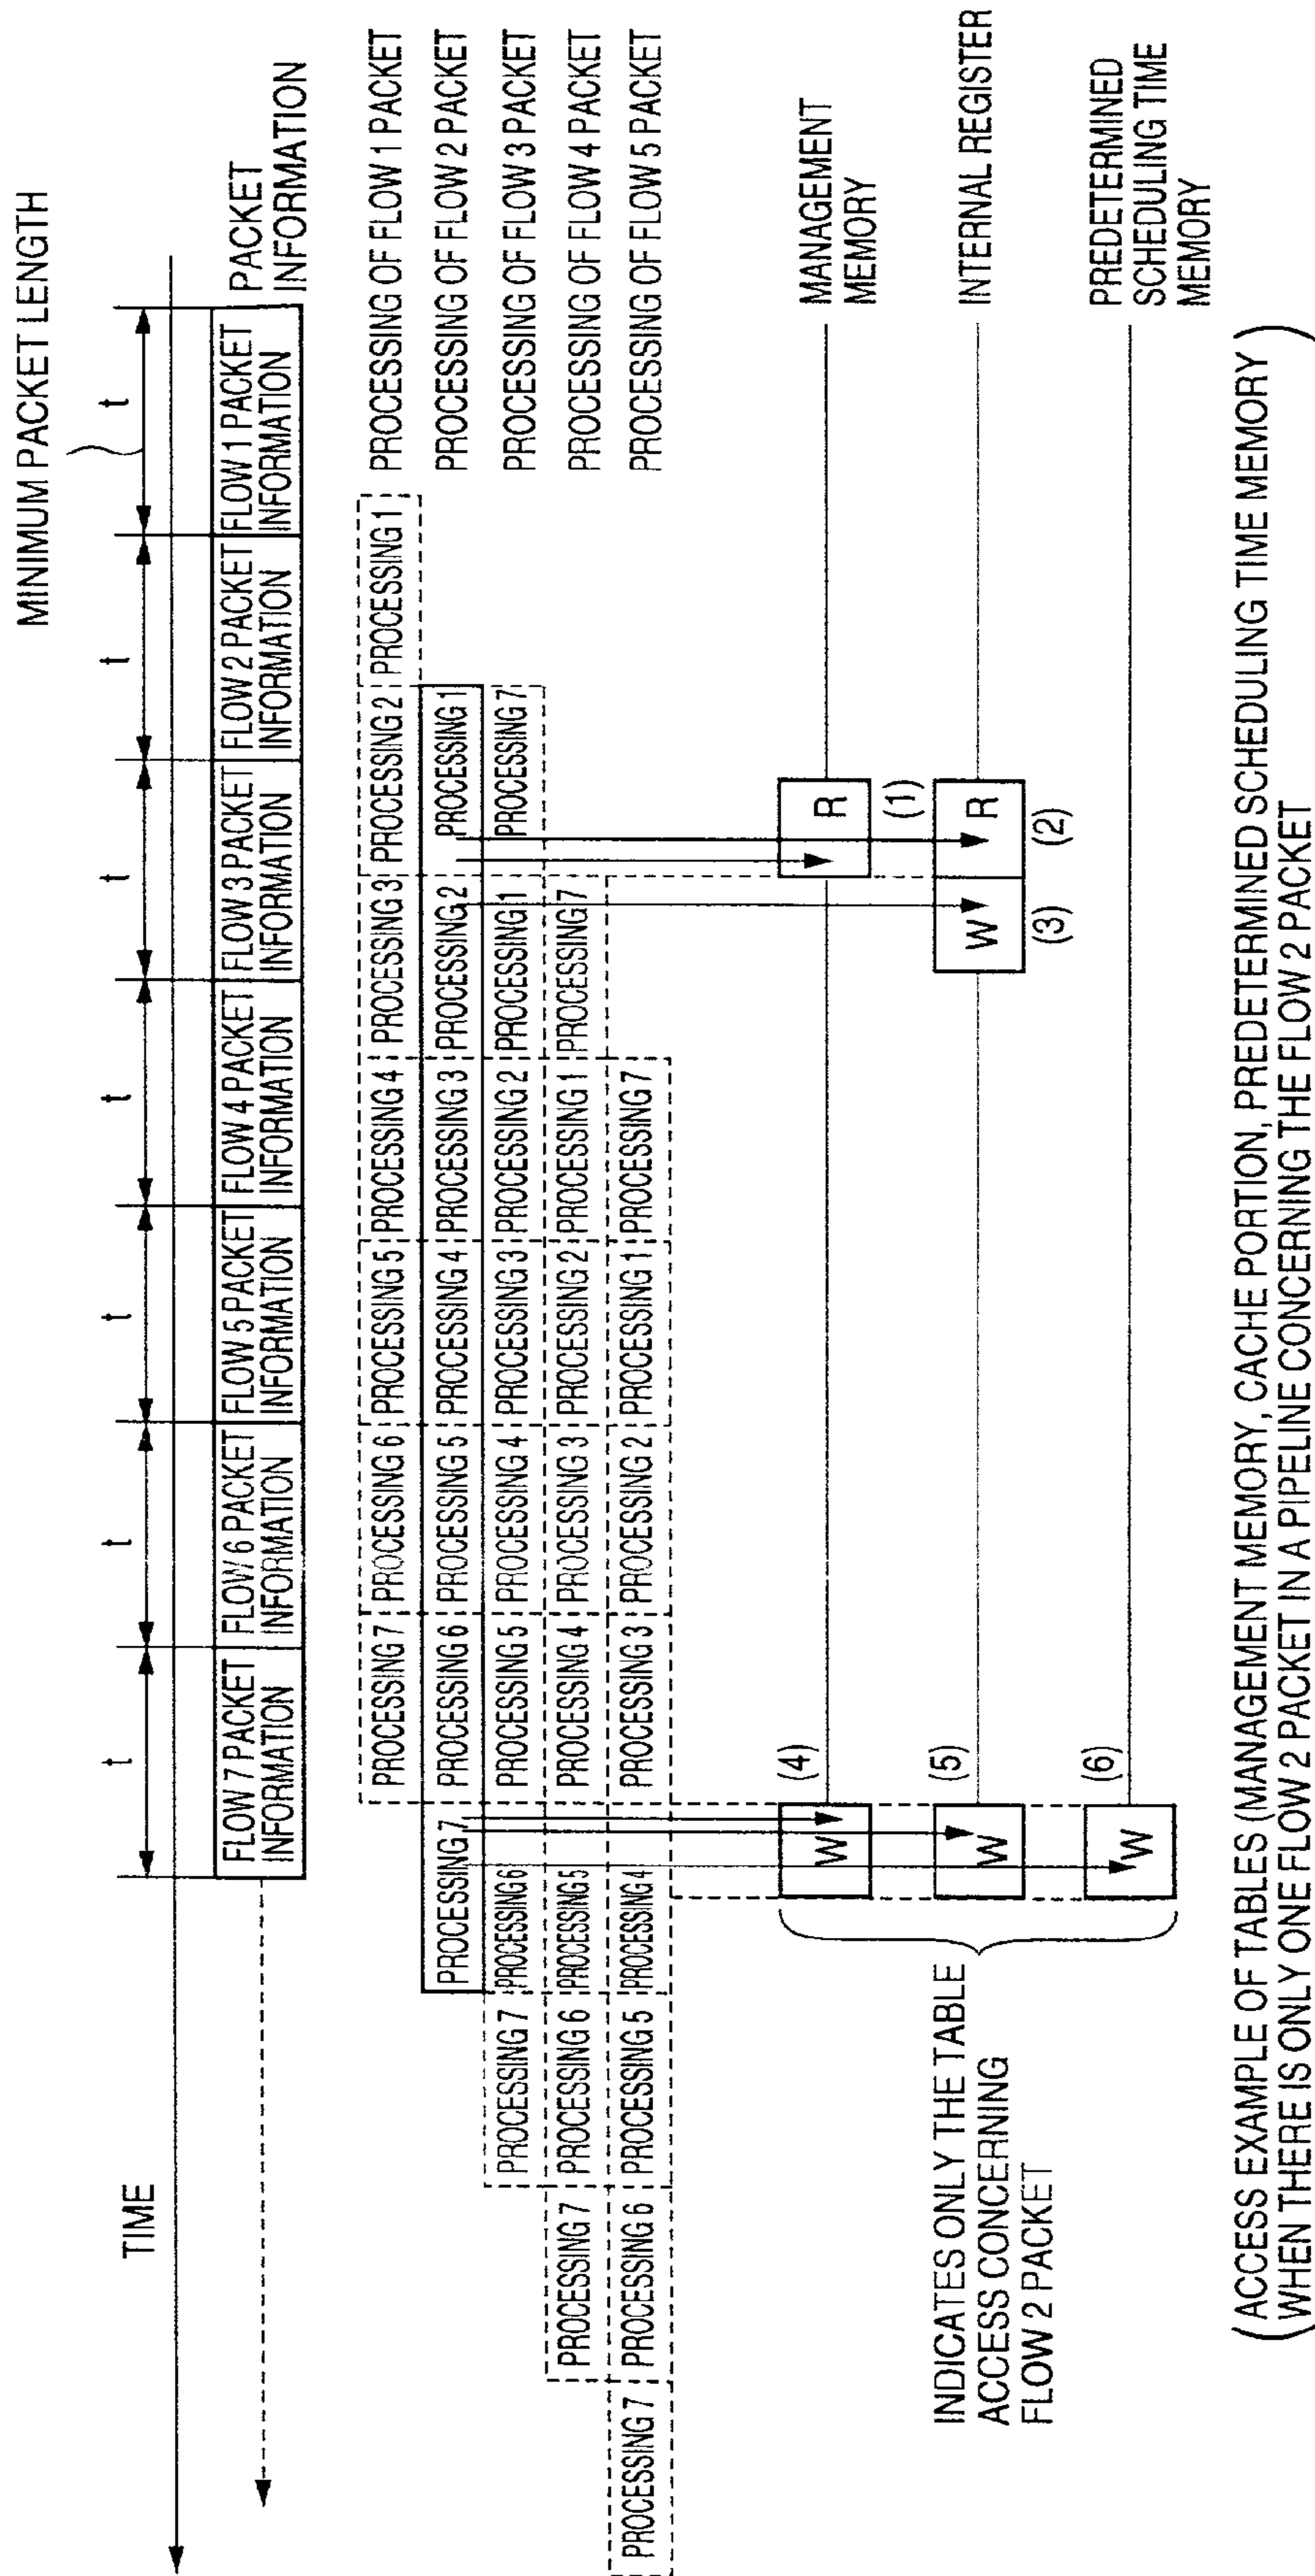 MINIMUM PACKET LENGTH
TIME
t
t
t
t
t
t
t
FLOW 7 PACKET
INFORMATION
FLOW 6 PACKET
INFORMATION
FLOW 5 PACKET
INFORMATION
FLOW 4 PACKET
INFORMATION
FLOW 3 PACKET
INFORMATION
FLOW 2 PACKET
INFORMATION
FLOW 1 PACKET
INFORMATION
PACKET
INFORMATION
PROCESSING 7 PROCESSING 6 PROCESSING 5 PROCESSING 4 PROCESSING 3 PROCESSING 2 PROCESSING 1 PROCESSING OF FLOW 1 PACKET
PROCESSING 7 PROCESSING 6 PROCESSING 5 PROCESSING 4 PROCESSING 3 PROCESSING 2 PROCESSING 1 PROCESSING OF FLOW 2 PACKET
PROCESSING 7 PROCESSING 6 PROCESSING 5 PROCESSING 4 PROCESSING 3 PROCESSING 2 PROCESSING 1 PROCESSING 7 PROCESSING OF FLOW 3 PACKET
PROCESSING 7 PROCESSING 6 PROCESSING 5 PROCESSING 4 PROCESSING 3 PROCESSING 2 PROCESSING 1 PROCESSING 7 PROCESSING OF FLOW 4 PACKET
PROCESSING 7 PROCESSING 6 PROCESSING 5 PROCESSING 4 PROCESSING 3 PROCESSING 2 PROCESSING 1 PROCESSING 7 PROCESSING OF FLOW 5 PACKET
W (4) R (1)
MANAGEMENT
MEMORY
W (5) W (3) R (2)
INTERNAL REGISTER
W (6)
PREDETERMINED
SCHEDULING TIME
MEMORY
INDICATES ONLY THE TABLE
ACCESS CONCERNING
FLOW 2 PACKET
(ACCESS EXAMPLE OF TABLES (MANAGEMENT MEMORY, CACHE PORTION, PREDETERMINED SCHEDULING TIME MEMORY)
WHEN THERE IS ONLY ONE FLOW 2 PACKET IN A PIPELINE CONCERNING THE FLOW 2 PACKET